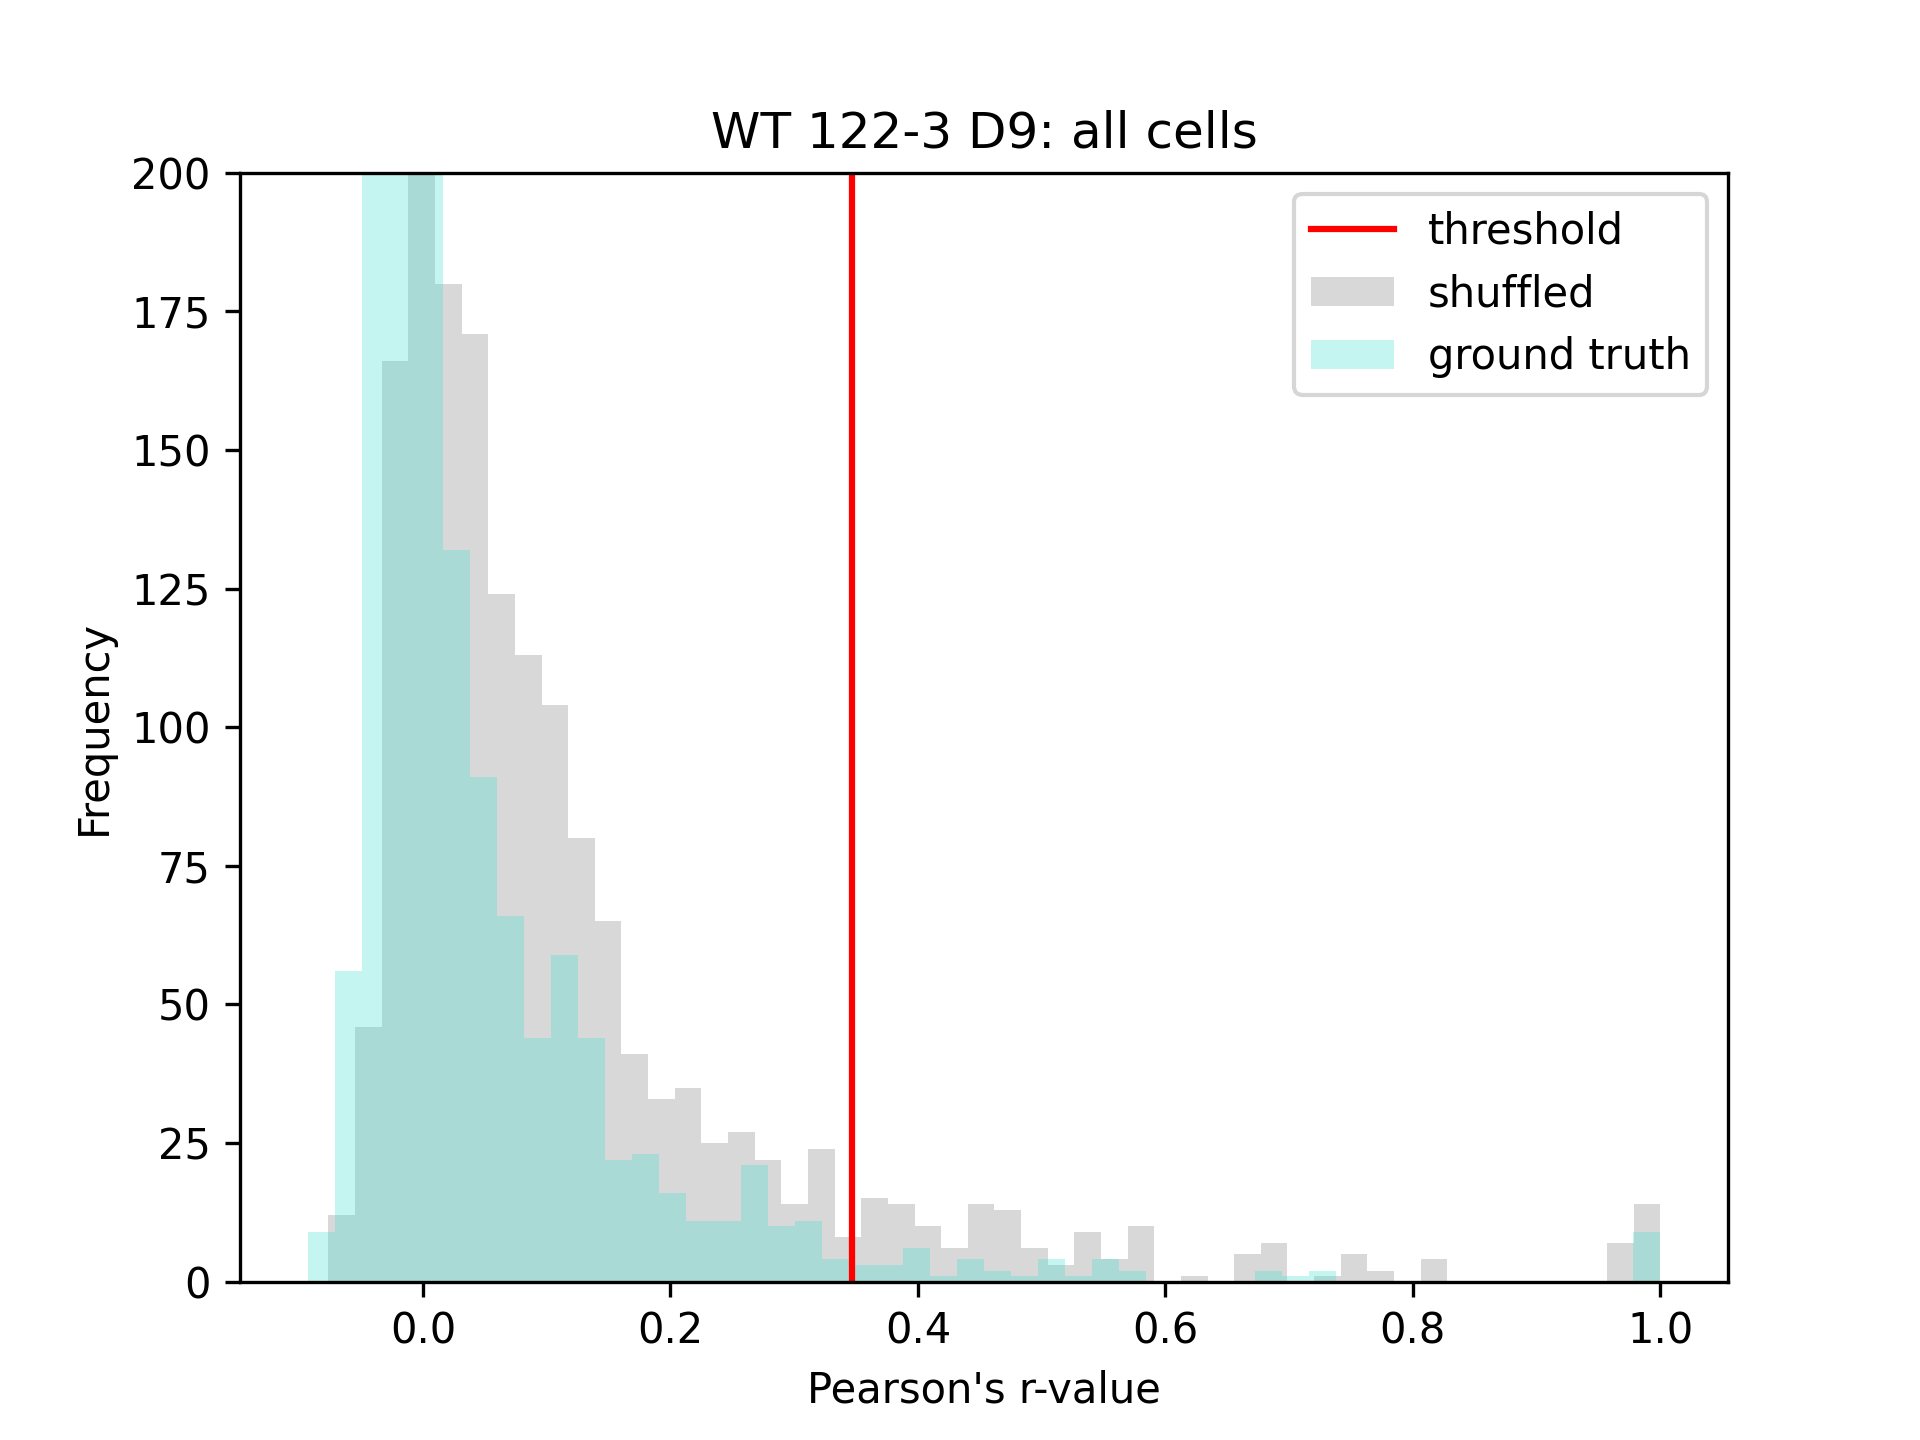 WT 122-3 D9: all cells
threshold
shuffled
ground truth
200
175
150
125
100
75
50
25
0
Frequency
0.0 0.2 0.4 0.6 0.8 1.0
Pearson's r-value